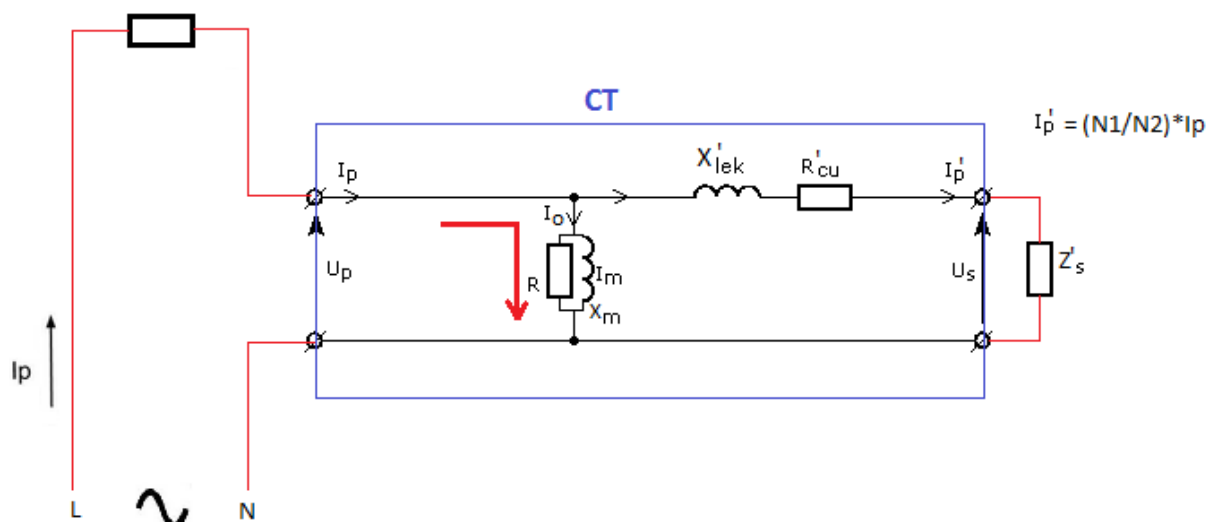 CT
I'p = (N1/N2)*Ip
Ip
X'lek
R'cu
I'p
Io
Up
R
Im
Xm
Us
Z's
Ip
L
N